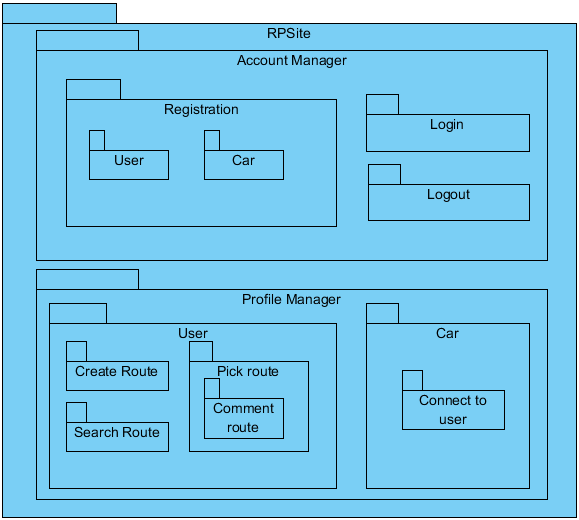 RPSite
Account Manager
Registration
User
Car
Login
Logout
Profile Manager
User
Create Route
Search Route
Pick route
Comment
route
Car
Connect to
user